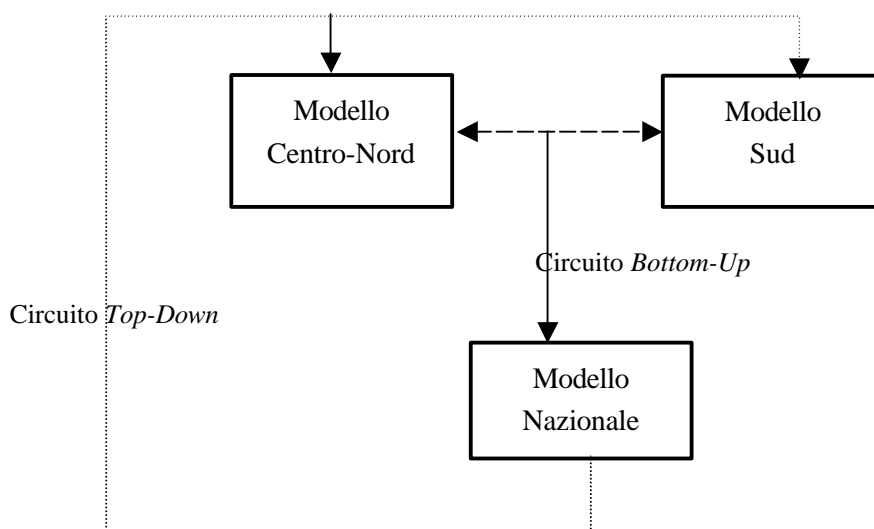 Modello
Centro-Nord
Modello
Sud
Circuito Bottom-Up
Circuito Top-Down
Modello
Nazionale